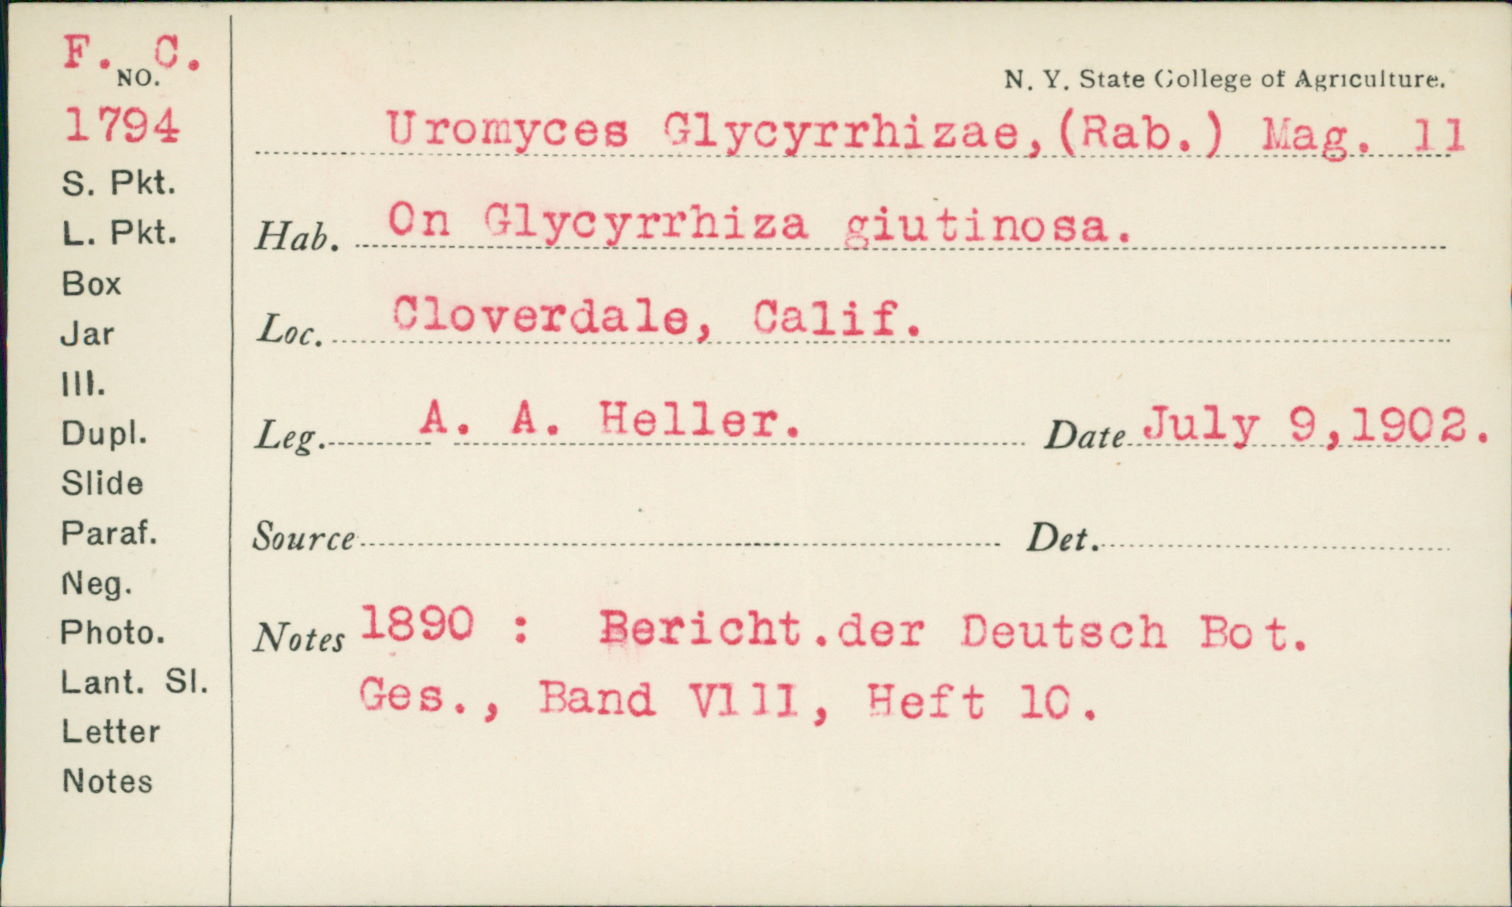 F. C.
NO.
1794
S. Pkt.
L. Pkt.
Box
Jar
Ill.
Dupl.
Slide
Paraf.
Neg.
Photo.
Lant. Sl.
Letter
Notes
N. Y. State College of Agriculture.
Uromyces Glycyrrhizae,(Rab.) Mag. 11
Hab. On Glycyrrhiza giutinosa.
Loc. Cloverdale, Calif.
Leg. A. A. Heller. Date July 9,1902.
Source Det.
Notes 1890 : Bericht.der Deutsch Bot.
Ges., Band V111, Heft 10.